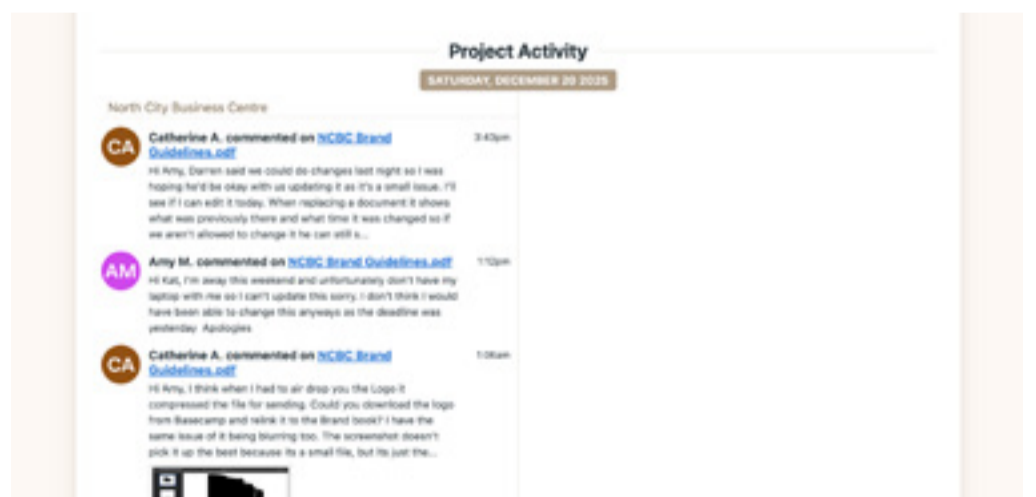 Project Activity
SATURDAY, DECEMBER 20 2025
North City Business Centre
CA
Catherine A. commented on NCBC Brand
Guidelines.pdf
3:43pm
Hi Amy, Darren said we could do changes last night so I was
hoping he'd be okay with us updating it as it's a small issue. I'll
see if I can edit it today. When replacing a document it shows
what was previously there and what time it was changed so if
we aren't allowed to change it he can still s...
AM
Amy M. commented on NCBC Brand Guidelines.pdf
1:12pm
Hi Kat, I'm away this weekend and unfortunately don't have my
laptop with me so I can't update this sorry. I don't think I would
have been able to change this anyways as the deadline was
yesterday Apologies
CA
Catherine A. commented on NCBC Brand
Guidelines.pdf
Hi Amy, I think when I had to air drop you the Logo it
compressed the file for sending. Could you download the logo
from Basecamp and relink it to the Brand book? I have the
same issue of it being blurring too. The screenshot doesn't
pick it up the best because its a small file, but its just the...